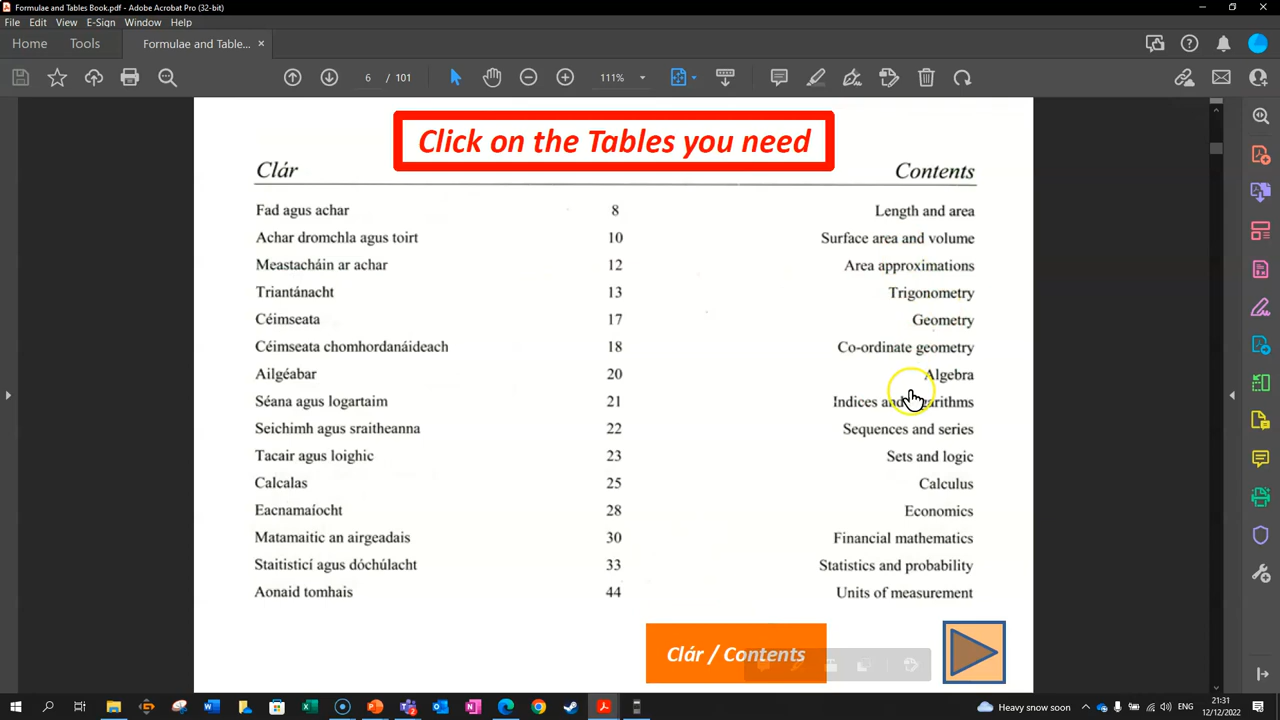 Formulae and Tables Book.pdf - Adobe Acrobat Pro (32-bit)
File Edit View E-Sign Window Help
Home Tools Formulae and Table... ×
6 / 101 111%
Click on the Tables you need
Clár Contents
Fad agus achar 8 Length and area
Achar dromchla agus toirt 10 Surface area and volume
Meastacháin ar achar 12 Area approximations
Triantánacht 13 Trigonometry
Céimseata 17 Geometry
Céimseata chomhordanáideach 18 Co-ordinate geometry
Ailgéabar 20 Algebra
Séana agus logartaim 21 Indices and logarithms
Seichimh agus sraitheanna 22 Sequences and series
Tacair agus loighic 23 Sets and logic
Calcalas 25 Calculus
Eacnamaíocht 28 Economics
Matamaitic an airgeadais 30 Financial mathematics
Staitisticí agus dóchúlacht 33 Statistics and probability
Aonaid tomhais 44 Units of measurement
Clár / Contents
Heavy snow soon ENG 21:31
12/12/2022